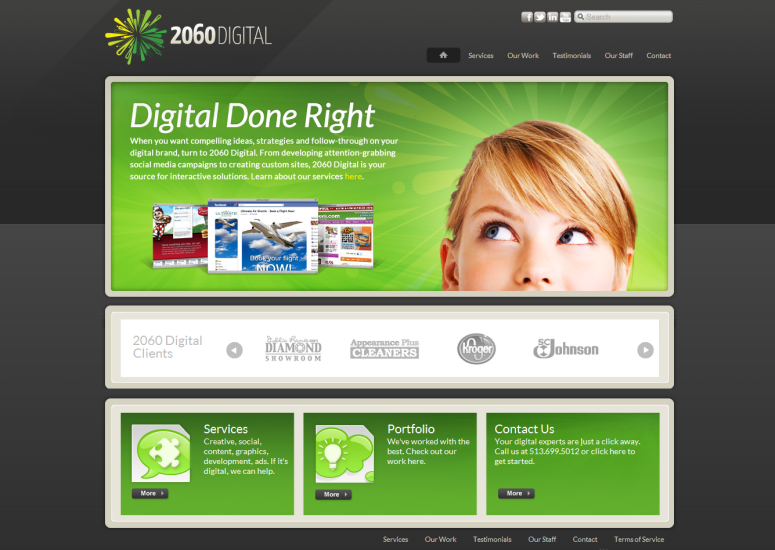 2060 DIGITAL
Search
Services Our Work Testimonials Our Staff Contact
Digital Done Right
When you want compelling ideas, strategies and follow-through on your
digital brand, turn to 2060 Digital. From developing attention-grabbing
social media campaigns to creating custom sites, 2060 Digital is your
source for interactive solutions. Learn about our services here.
facebook
ULTIMATE
Book your flight
NOW!
2060 Digital
Clients
DIAMOND
SHOWROOM
Appearance Plus
CLEANERS
Kroger
SC Johnson
Services
Creative, social,
content, graphics,
development, ads. If it's
digital, we can help.
More
Portfolio
We've worked with the
best. Check out our
work here.
More
Contact Us
Your digital experts are just a click away.
Call us at 513.699.5012 or click here to
get started.
More
Services Our Work Testimonials Our Staff Contact Terms of Service